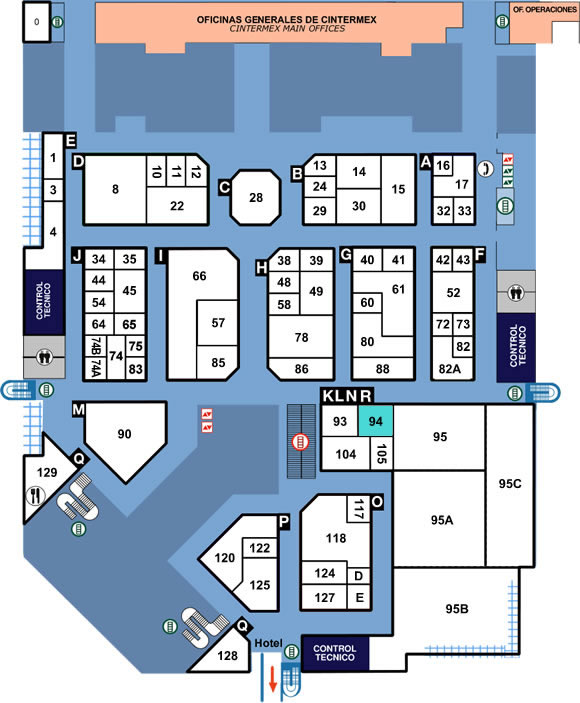 OFICINAS GENERALES DE CINTERMEX
CINTERMEX MAIN OFFICES
OF. OPERACIONES
0
E
1
3
4
CONTROL
TECNICO
D
8
10
11
12
22
C
28
B
13
14
15
24
29
30
A
16
17
32
33
J
34
35
44
45
54
64
65
74B
74A
74
75
83
I
66
57
85
H
38
39
48
49
58
78
86
G
40
41
61
60
80
88
F
42
43
52
72
73
82
82A
CONTROL
TECNICO
M
90
Q
129
KLNR
93
94
104
105
95
95A
95C
95B
O
117
118
124
D
127
E
P
120
122
125
Q
128
Hotel
CONTROL
TECNICO